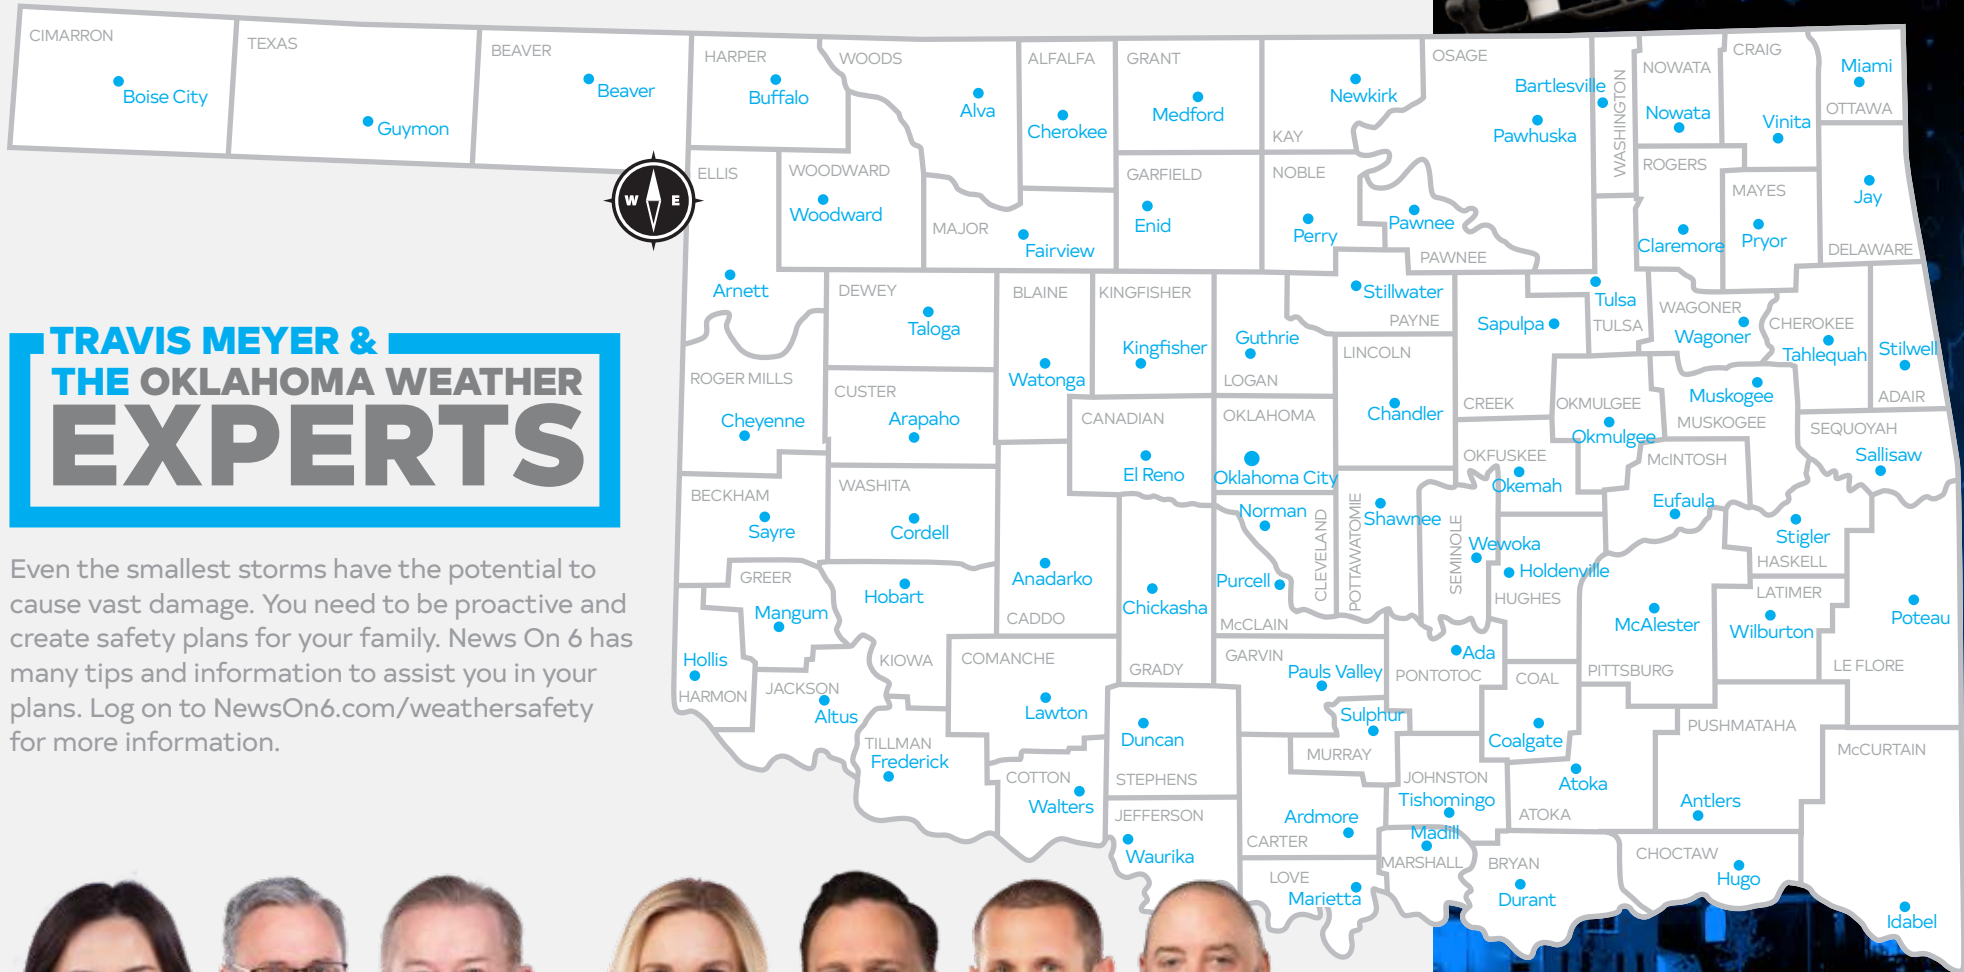 CIMARRON
Boise City
TEXAS
Guymon
BEAVER
Beaver
HARPER
Buffalo
WOODS
Alva
ALFALFA
Cherokee
GRANT
Medford
KAY
Newkirk
OSAGE
Pawhuska
Bartlesville
WASHINGTON
NOWATA
Nowata
CRAIG
Vinita
Miami
OTTAWA
W E
ELLIS
Arnett
WOODWARD
Woodward
MAJOR
Fairview
GARFIELD
Enid
NOBLE
Perry
Pawnee
PAWNEE
ROGERS
Claremore
MAYES
Pryor
Jay
DELAWARE
DEWEY
Taloga
BLAINE
Watonga
KINGFISHER
Kingfisher
Guthrie
LOGAN
Stillwater
PAYNE
LINCOLN
Chandler
Sapulpa
CREEK
Tulsa
TULSA
WAGONER
Wagoner
CHEROKEE
Tahlequah
Stilwell
ADAIR
TRAVIS MEYER &
THE OKLAHOMA WEATHER
EXPERTS
ROGER MILLS
Cheyenne
CUSTER
Arapaho
CANADIAN
El Reno
OKLAHOMA
Oklahoma City
OKMULGEE
Okmulgee
Muskogee
MUSKOGEE
SEQUOYAH
Sallisaw
OKFUSKEE
Okemah
McINTOSH
Eufaula
BECKHAM
Sayre
WASHITA
Cordell
Norman
CLEVELAND
POTTAWATOMIE
Shawnee
SEMINOLE
Wewoka
Holdenville
HUGHES
Stigler
HASKELL
Even the smallest storms have the potential to
cause vast damage. You need to be proactive and
create safety plans for your family. News On 6 has
many tips and information to assist you in your
plans. Log on to NewsOn6.com/weathersafety
for more information.
GREER
Mangum
Hobart
KIOWA
Anadarko
CADDO
Chickasha
GRADY
Purcell
McCLAIN
McAlester
PITTSBURG
LATIMER
Wilburton
Poteau
LE FLORE
Hollis
HARMON
JACKSON
Altus
COMANCHE
Lawton
GARVIN
Pauls Valley
Ada
PONTOTOC
COAL
Coalgate
TILLMAN
Frederick
COTTON
Walters
Duncan
STEPHENS
Sulphur
MURRAY
JOHNSTON
Tishomingo
Atoka
ATOKA
PUSHMATAHA
Antlers
McCURTAIN
Idabel
JEFFERSON
Waurika
Ardmore
CARTER
Madill
MARSHALL
LOVE
Marietta
BRYAN
Durant
CHOCTAW
Hugo